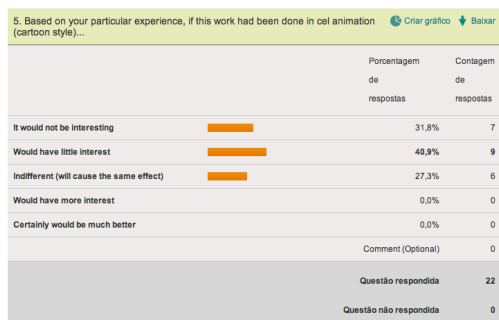 5. Based on your particular experience, if this work had been done in cel animation (cartoon style)...
Criar gráfico Baixar
Porcentagem de respostas
Contagem de respostas
It would not be interesting 31,8% 7
Would have little interest 40,9% 9
Indifferent (will cause the same effect) 27,3% 6
Would have more interest 0,0% 0
Certainly would be much better 0,0% 0
Comment (Optional) 0
Questão respondida 22
Questão não respondida 0